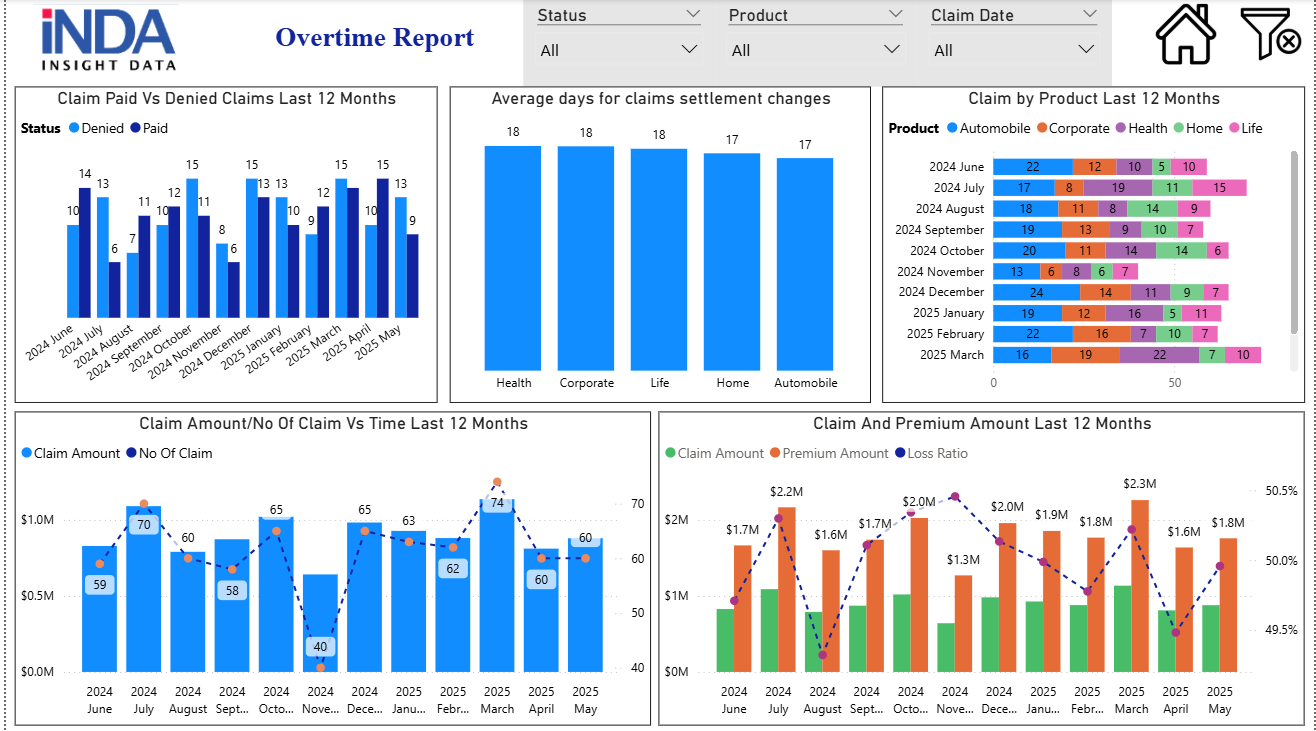 iNDA
INSIGHT DATA
Overtime Report
Status
All
Product
All
Claim Date
All
Claim Paid Vs Denied Claims Last 12 Months
Status Denied Paid
10 14 13 6 7 11 10 12 15 11 8 6 15 13 13 10 9 12 15 10 15 13 9
2024 June
2024 July
2024 August
2024 September
2024 October
2024 November
2024 December
2025 January
2025 February
2025 March
2025 April
2025 May
Average days for claims settlement changes
18 18 18 17 17
Health Corporate Life Home Automobile
Claim by Product Last 12 Months
Product Automobile Corporate Health Home Life
2024 June 22 12 10 5 10
2024 July 17 8 19 11 15
2024 August 18 11 8 14 9
2024 September 19 13 9 10 7
2024 October 20 11 14 14 6
2024 November 13 6 8 6 7
2024 December 24 14 11 9 7
2025 January 19 12 16 5 11
2025 February 22 16 7 10 7
2025 March 16 19 22 7 10
0 50
Claim Amount/No Of Claim Vs Time Last 12 Months
Claim Amount No Of Claim
$1.0M
$0.5M
$0.0M
59 70 60 58 65 40 65 63 62 74 60 60
70
60
50
40
2024 2024 2024 2024 2024 2024 2024 2025 2025 2025 2025 2025
June July August Sept... Octo... Nove... Dece... Janu... Febr... March April May
Claim And Premium Amount Last 12 Months
Claim Amount Premium Amount Loss Ratio
$2M
$1M
$0M
$1.7M $2.2M $1.6M $1.7M $2.0M $1.3M $2.0M $1.9M $1.8M $2.3M $1.6M $1.8M
50.5%
50.0%
49.5%
2024 2024 2024 2024 2024 2024 2024 2025 2025 2025 2025 2025
June July August Sept... Octo... Nove... Dece... Janu... Febr... March April May